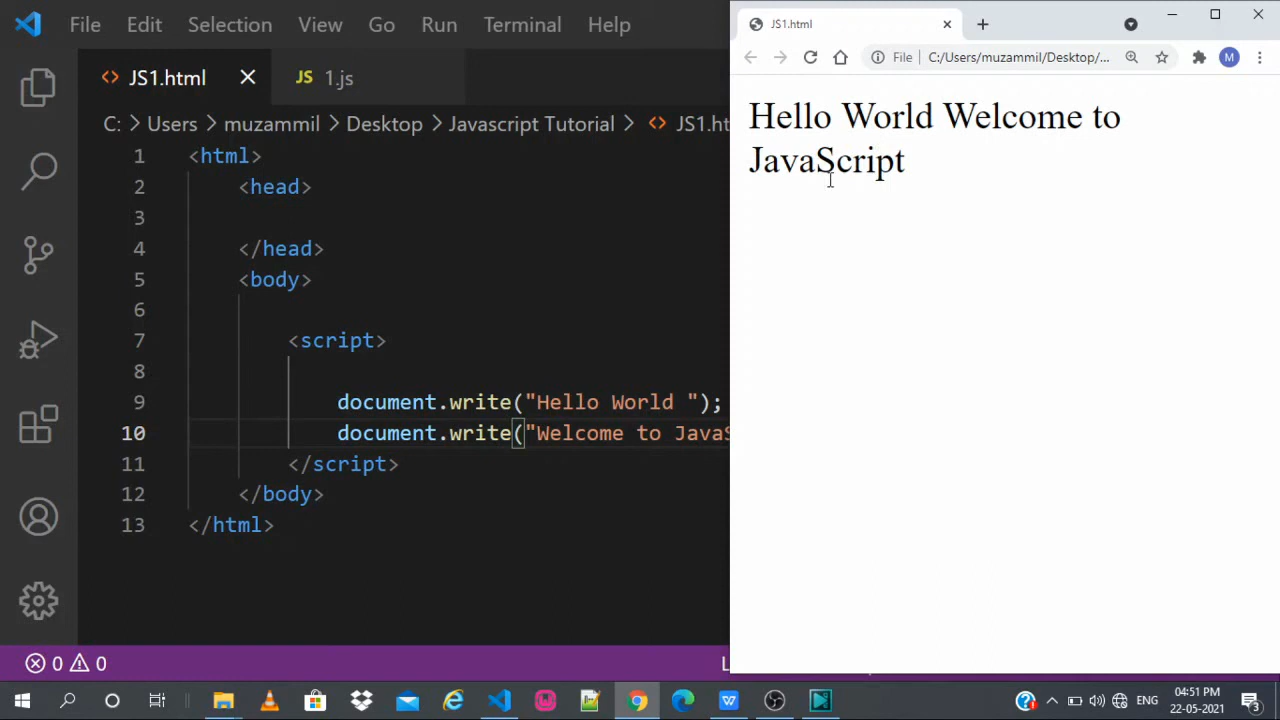 File Edit Selection View Go Run Terminal Help
JS1.html
JS JS1.html JS 1.js
File C:/Users/muzammil/Desktop/... M
C: > Users > muzammil > Desktop > Javascript Tutorial > JS1.ht
Hello World Welcome to
JavaScript
1 <html>
2 <head>
3
4 </head>
5 <body>
6
7 <script>
8
9 document.write("Hello World ");
10 document.write("Welcome to JavaS
11 </script>
12 </body>
13 </html>
0 0
L
ENG
04:51 PM
22-05-2021
3